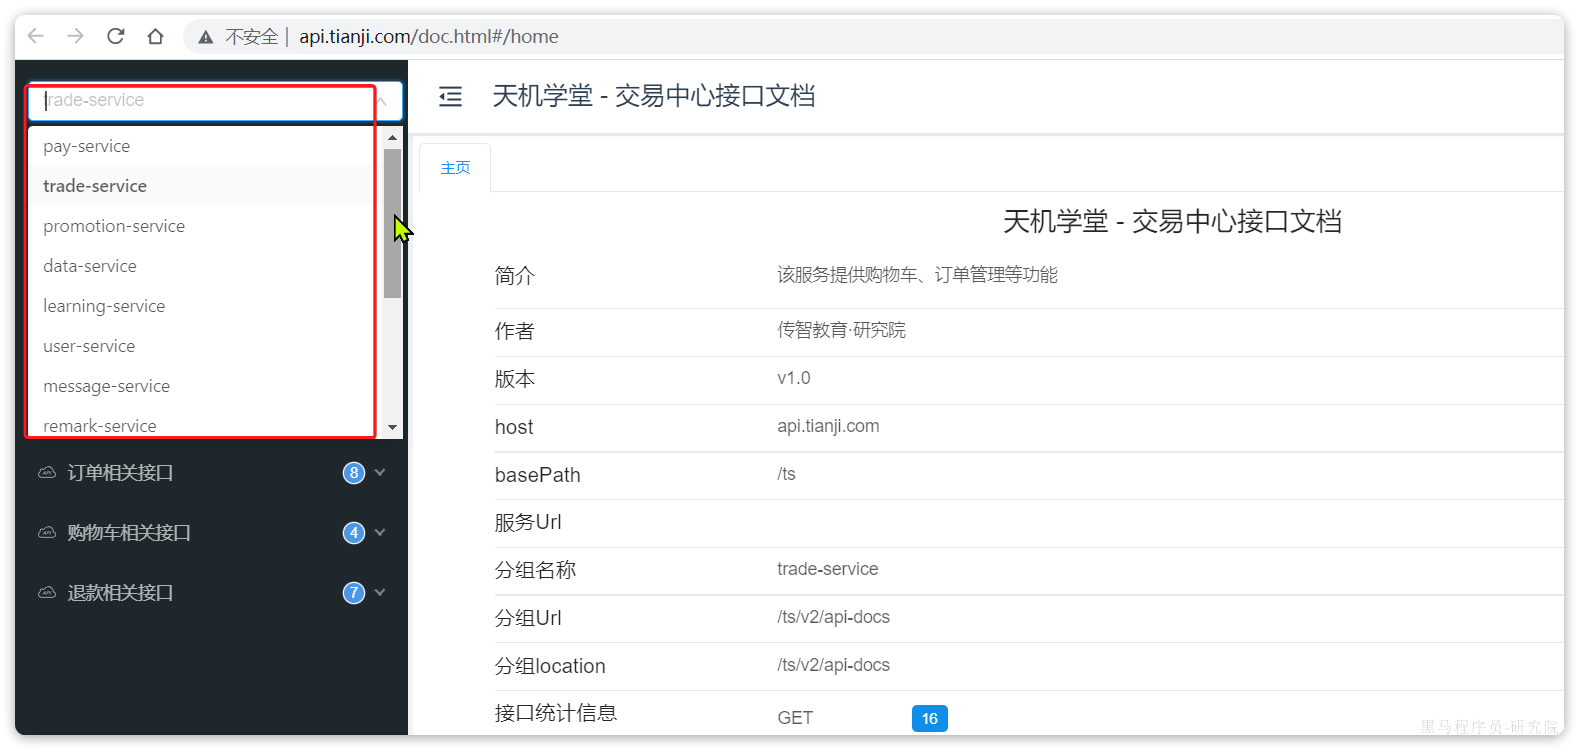 不安全 | api.tianji.com/doc.html#/home
trade-service
pay-service
trade-service
promotion-service
data-service
learning-service
user-service
message-service
remark-service
订单相关接口 8
购物车相关接口 4
退款相关接口 7
天机学堂 - 交易中心接口文档
主页
天机学堂 - 交易中心接口文档
简介 该服务提供购物车、订单管理等功能
作者 传智教育·研究院
版本 v1.0
host api.tianji.com
basePath /ts
服务Url
分组名称 trade-service
分组Url /ts/v2/api-docs
分组location /ts/v2/api-docs
接口统计信息 GET 16
黑马程序员-研究院